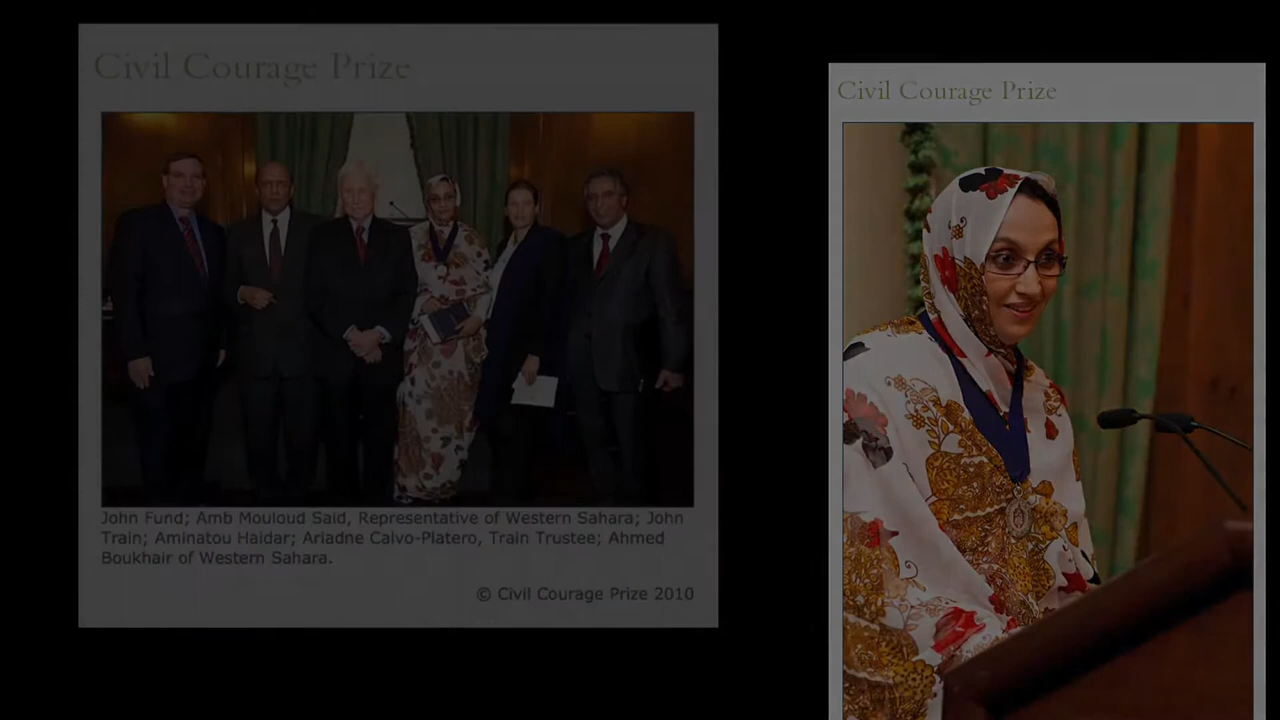 Civil Courage Prize
John Fund; Amb Mouloud Said, Representative of Western Sahara; John
Train; Aminatou Haidar; Ariadne Calvo-Platero, Train Trustee; Ahmed
Boukhair of Western Sahara.
© Civil Courage Prize 2010
Civil Courage Prize